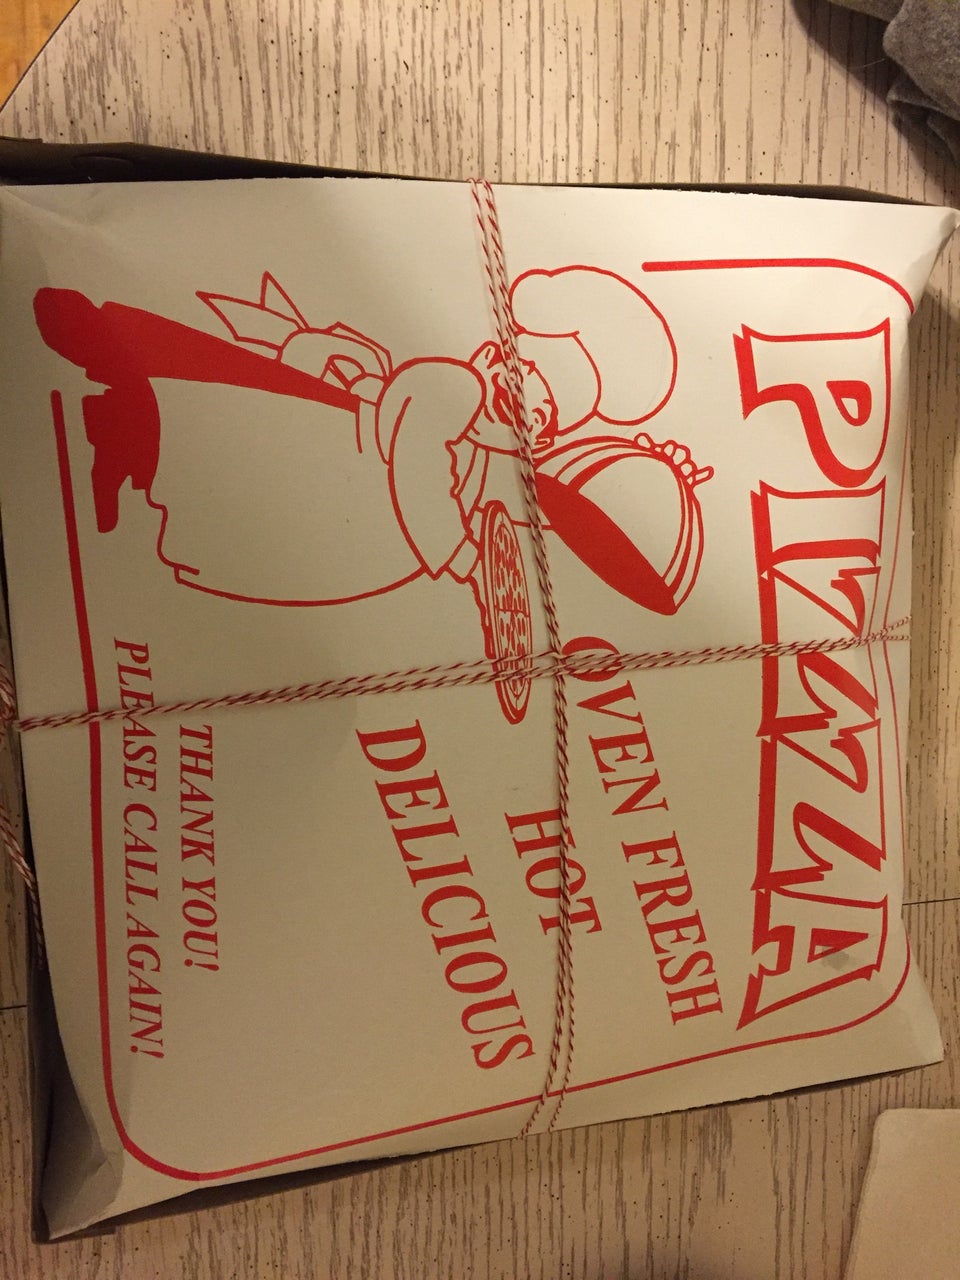 PIZZA
OVEN FRESH
HOT
DELICIOUS
THANK YOU!
PLEASE CALL AGAIN!